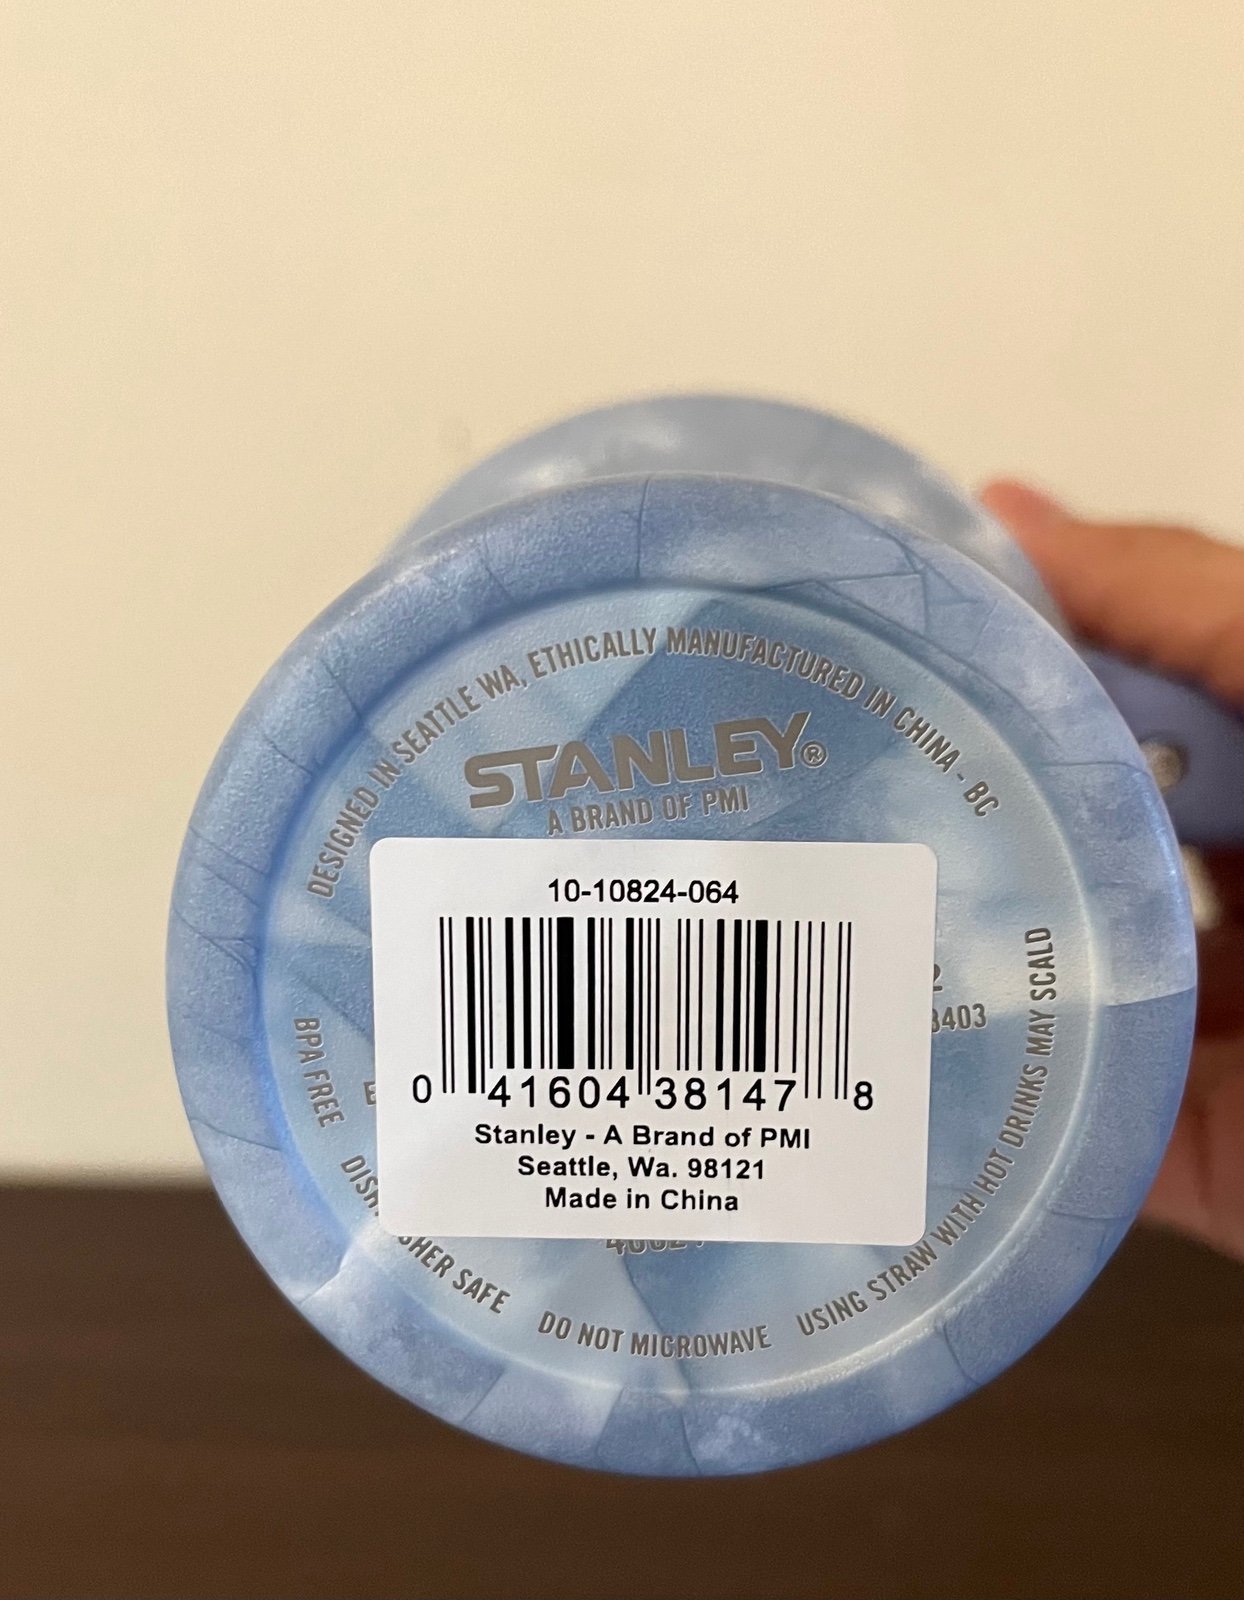 DESIGNED IN SEATTLE WA, ETHICALLY MANUFACTURED IN CHINA - BC
STANLEY®
A BRAND OF PMI
10-10824-064
0 41604 38147 8
Stanley - A Brand of PMI
Seattle, Wa. 98121
Made in China
3403
BPA FREE
SAFE
DO NOT MICROWAVE
USING STRAW WITH HOT DRINKS MAY SCALD